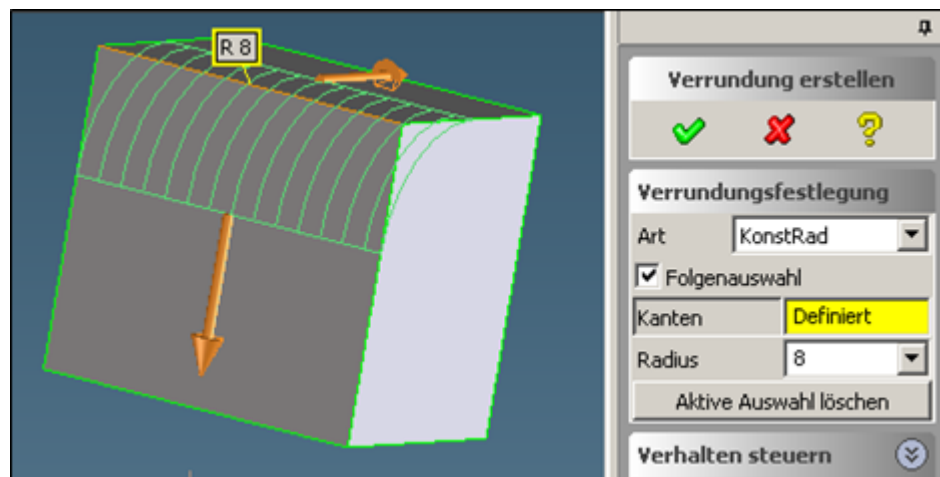 R 8
Verrundung erstellen
Verrundungsfestlegung
Art KonstRad
Folgenauswahl
Kanten Definiert
Radius 8
Aktive Auswahl löschen
Verhalten steuern